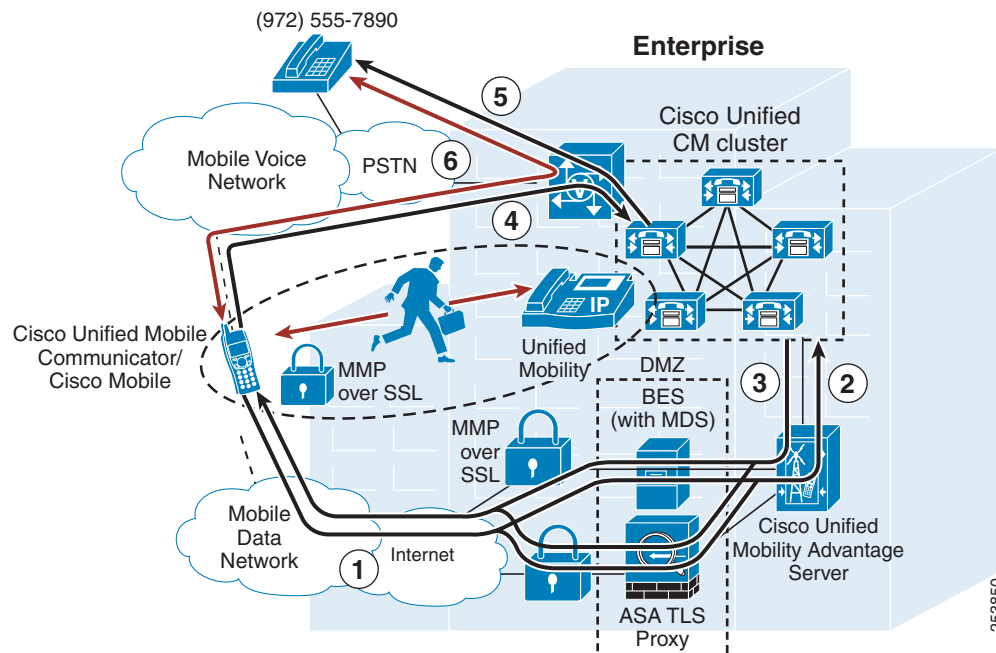 (972) 555-7890
Enterprise
5
Cisco Unified
CM cluster
Mobile Voice
Network
PSTN
6
V
4
IP
Cisco Unified Mobile
Communicator/
Cisco Mobile
MMP
over SSL
Unified
Mobility
DMZ
3
2
BES
(with MDS)
MMP
over
SSL
Mobile
Data
Network
1
Internet
Cisco Unified
Mobility Advantage
Server
ASA TLS
Proxy
253850